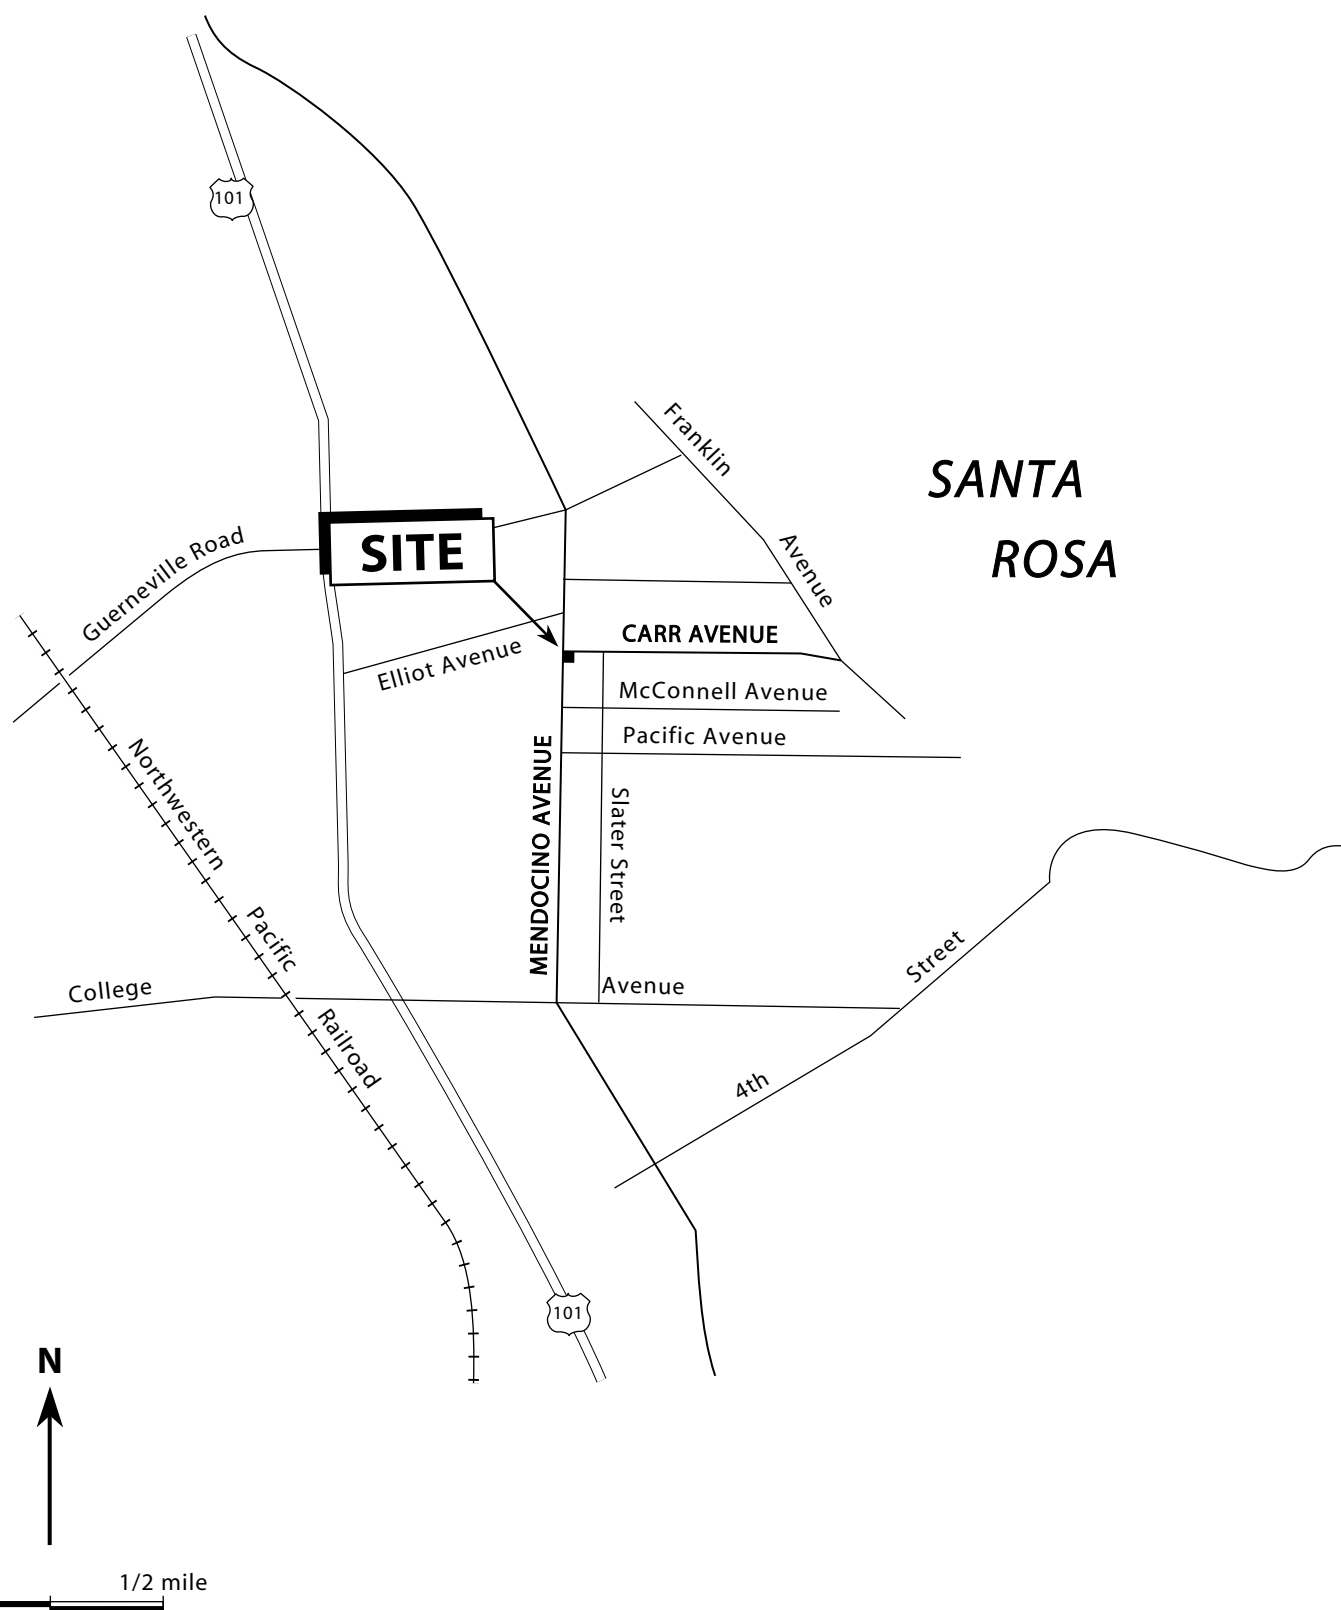 101
Franklin
SANTA
Guerneville Road
SITE
Avenue
ROSA
CARR AVENUE
Elliot Avenue
McConnell Avenue
Pacific Avenue
MENDOCINO AVENUE
Slater Street
Northwestern
Pacific
Railroad
College
Avenue
Street
4th
101
N
1/2 mile